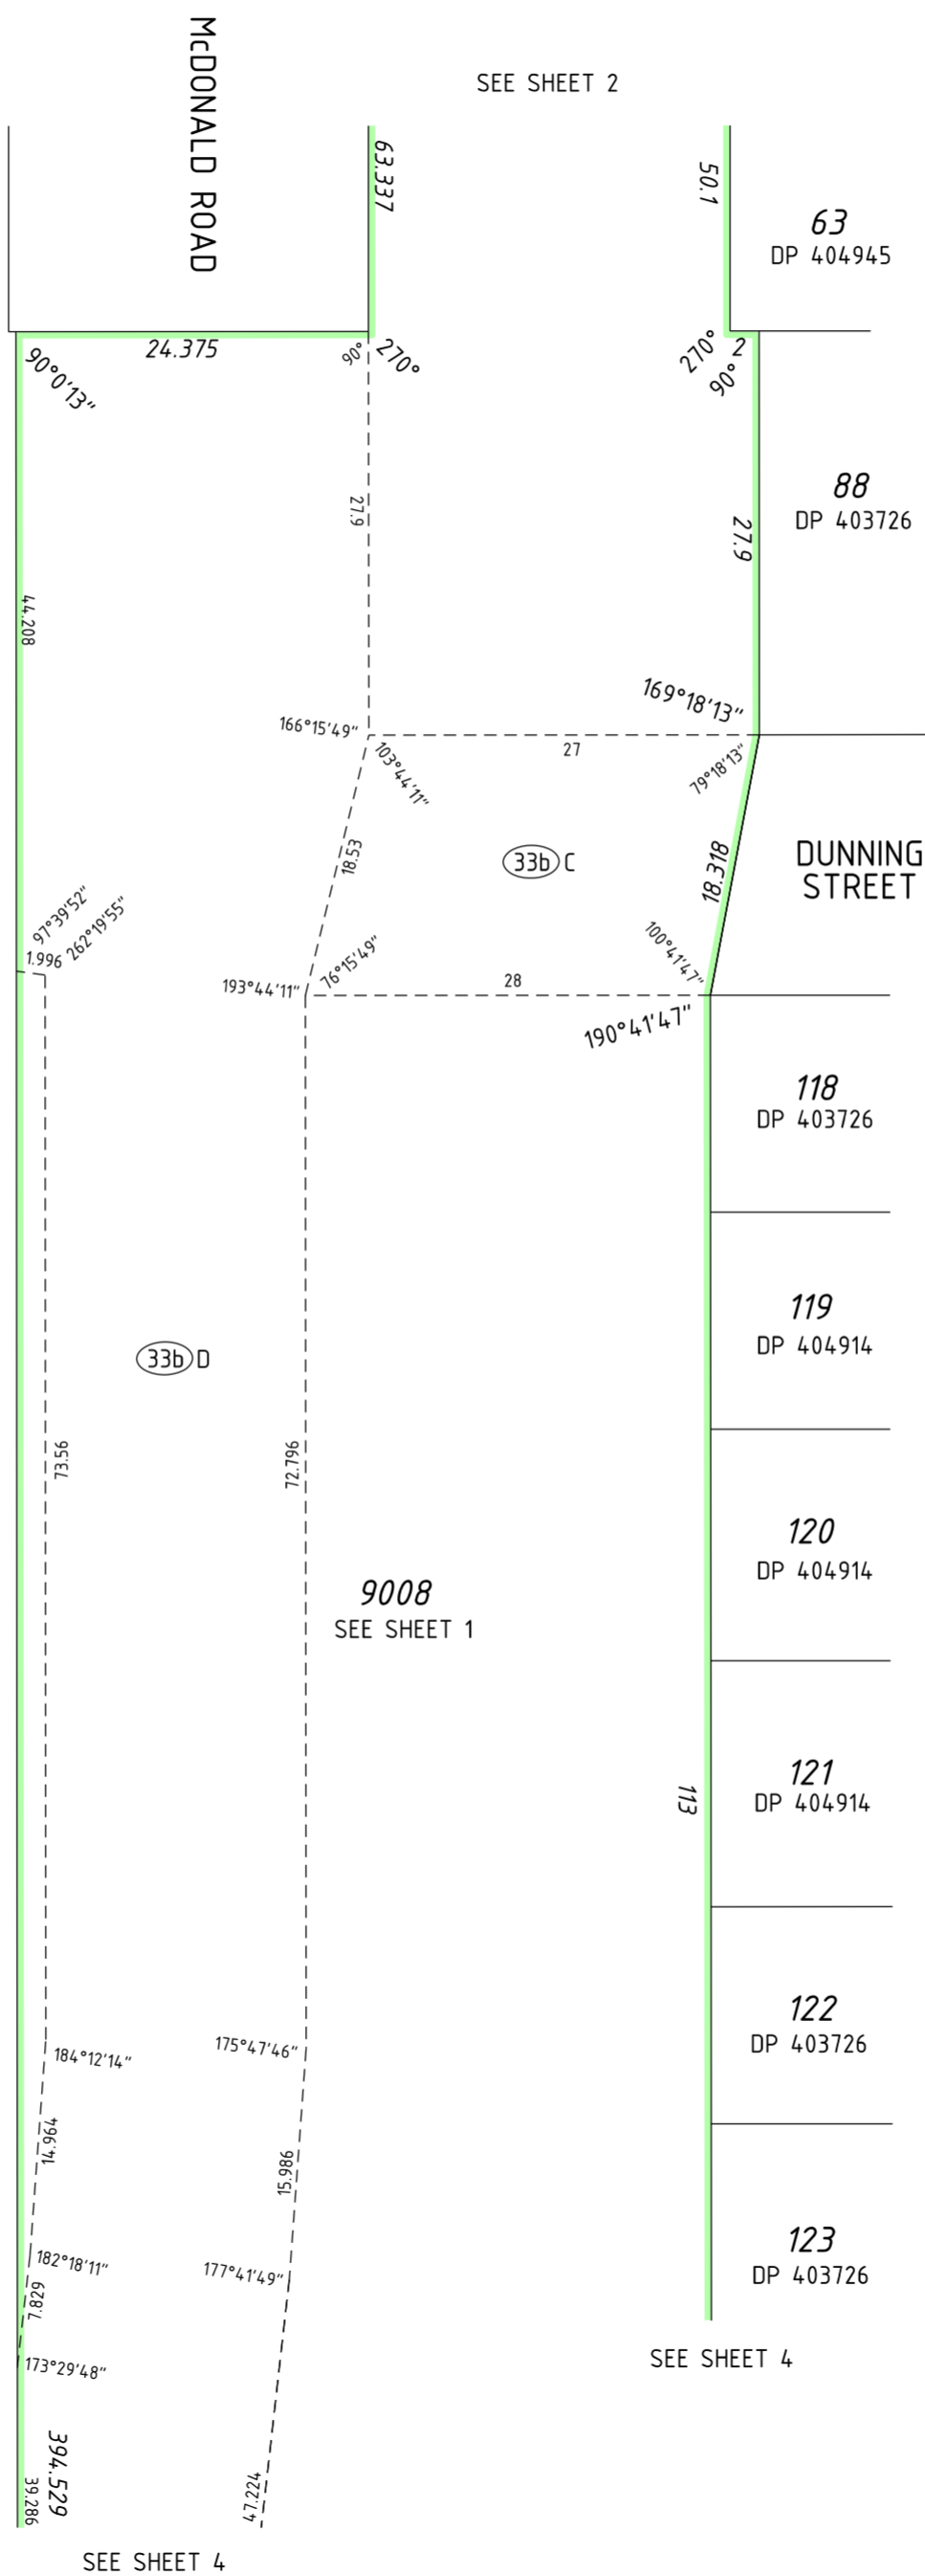 McDONALD ROAD
SEE SHEET 2
63.337
50.1
63
DP 404945
24.375
90°0'13"
90°
270°
270°
2
90°
27.9
27.9
88
DP 403726
44.208
169°18'13"
166°15'49"
27
103°44'11"
79°18'13"
18.53
33b C
18.318
DUNNING
STREET
97°39'52"
262°19'55"
1.996
193°44'11"
76°15'49"
28
100°41'47"
190°41'47"
118
DP 403726
119
DP 404914
33b D
73.56
72.796
120
DP 404914
9008
SEE SHEET 1
121
DP 404914
113
122
DP 403726
184°12'14"
175°47'46"
14.964
15.986
123
DP 403726
182°18'11"
177°41'49"
7.829
173°29'48"
SEE SHEET 4
394.529
39.286
47.224
SEE SHEET 4